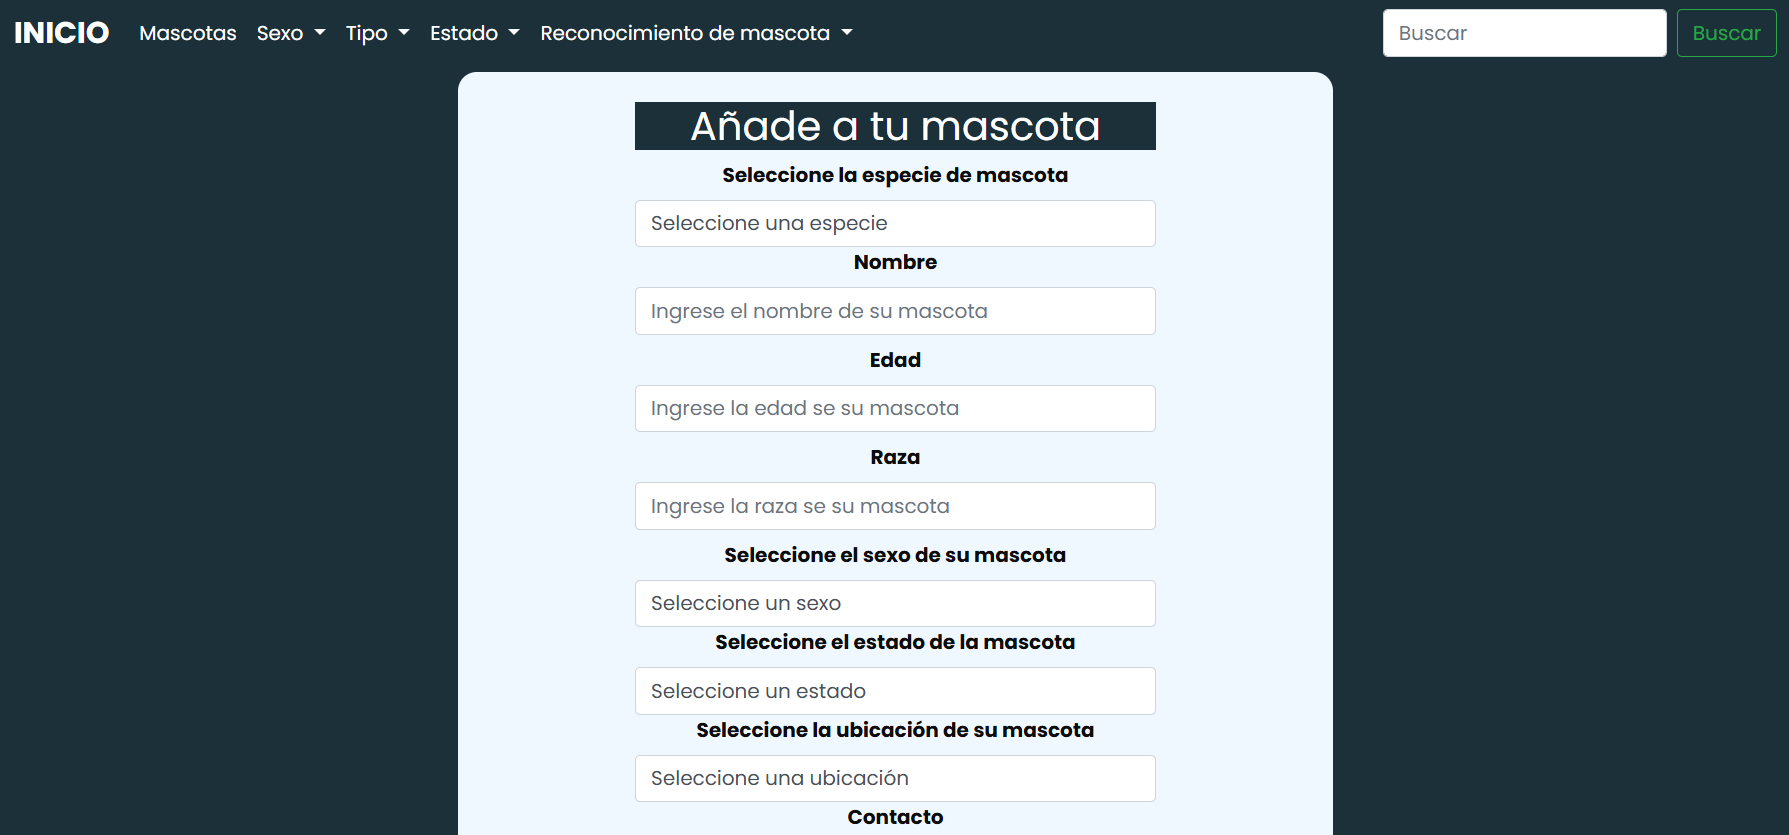 INICIO Mascotas Sexo Tipo Estado Reconocimiento de mascota Buscar Buscar
Añade a tu mascota
Seleccione la especie de mascota
Seleccione una especie
Nombre
Ingrese el nombre de su mascota
Edad
Ingrese la edad se su mascota
Raza
Ingrese la raza se su mascota
Seleccione el sexo de su mascota
Seleccione un sexo
Seleccione el estado de la mascota
Seleccione un estado
Seleccione la ubicación de su mascota
Seleccione una ubicación
Contacto